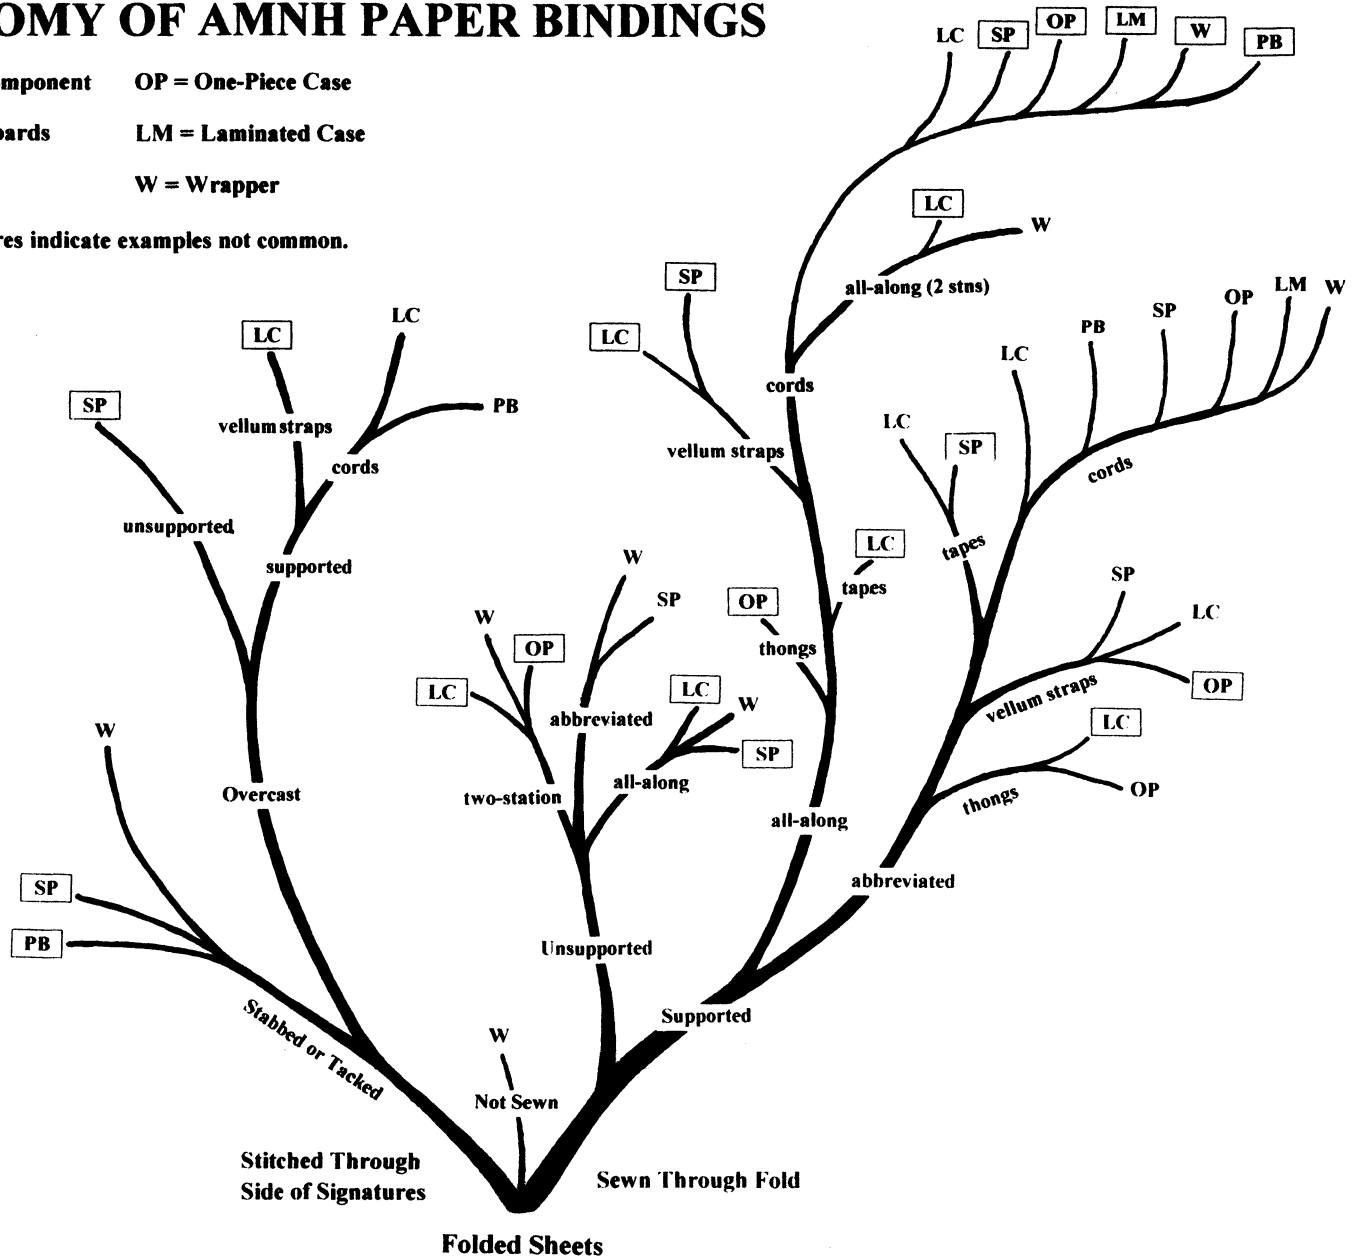 OMY OF AMNH PAPER BINDINGS
mponent OP = One-Piece Case
oards LM = Laminated Case
W = Wrapper
res indicate examples not common.
LC SP OP LM W PB
LC W
all-along (2 stns)
SP
LC
cords
vellum straps
LC
LC
PB
SP
vellum straps
cords
unsupported
supported
LC PB SP OP LM W
cords
LC
SP
tapes
LC
tapes
OP
thongs
SP
LC
OP
vellum straps
LC
OP
thongs
W
SP
abbreviated
W
OP
LC
two-station
LC
W
SP
all-along
all-along
abbreviated
W
SP
PB
Overcast
Stabbed or Tacked
Unsupported
Supported
W
Not Sewn
Stitched Through
Side of Signatures
Sewn Through Fold
Folded Sheets